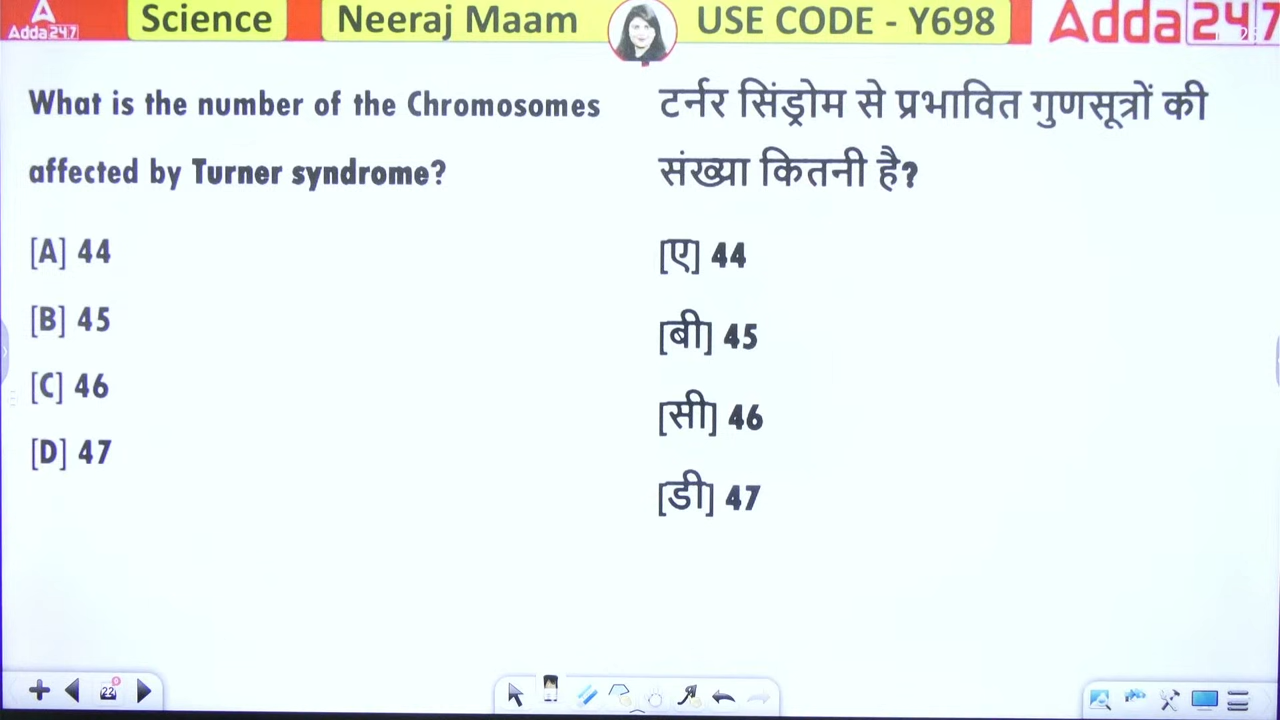 Adda247
Science
Neeraj Maam
USE CODE - Y698
Adda247
What is the number of the Chromosomes
affected by Turner syndrome?
[A] 44
[B] 45
[C] 46
[D] 47
टर्नर सिंड्रोम से प्रभावित गुणसूत्रों की
संख्या कितनी है?
[ए] 44
[बी] 45
[सी] 46
[डी] 47
22